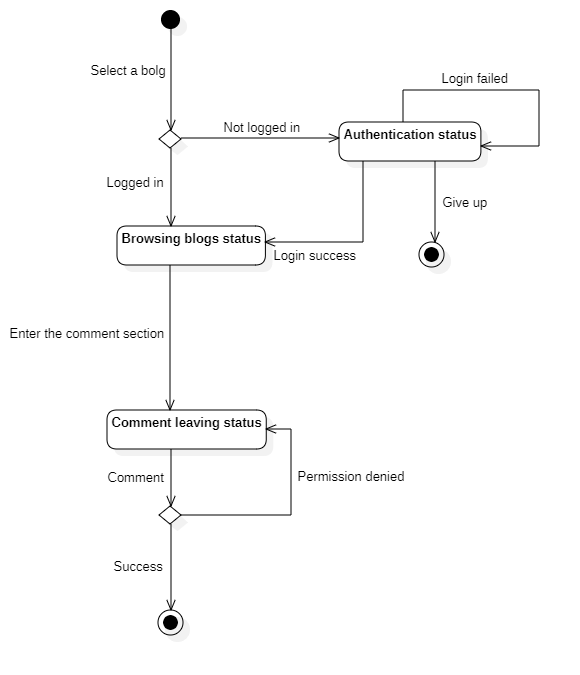 Select a bolg
Login failed
Not logged in
Authentication status
Logged in
Give up
Browsing blogs status
Login success
Enter the comment section
Comment leaving status
Comment
Permission denied
Success